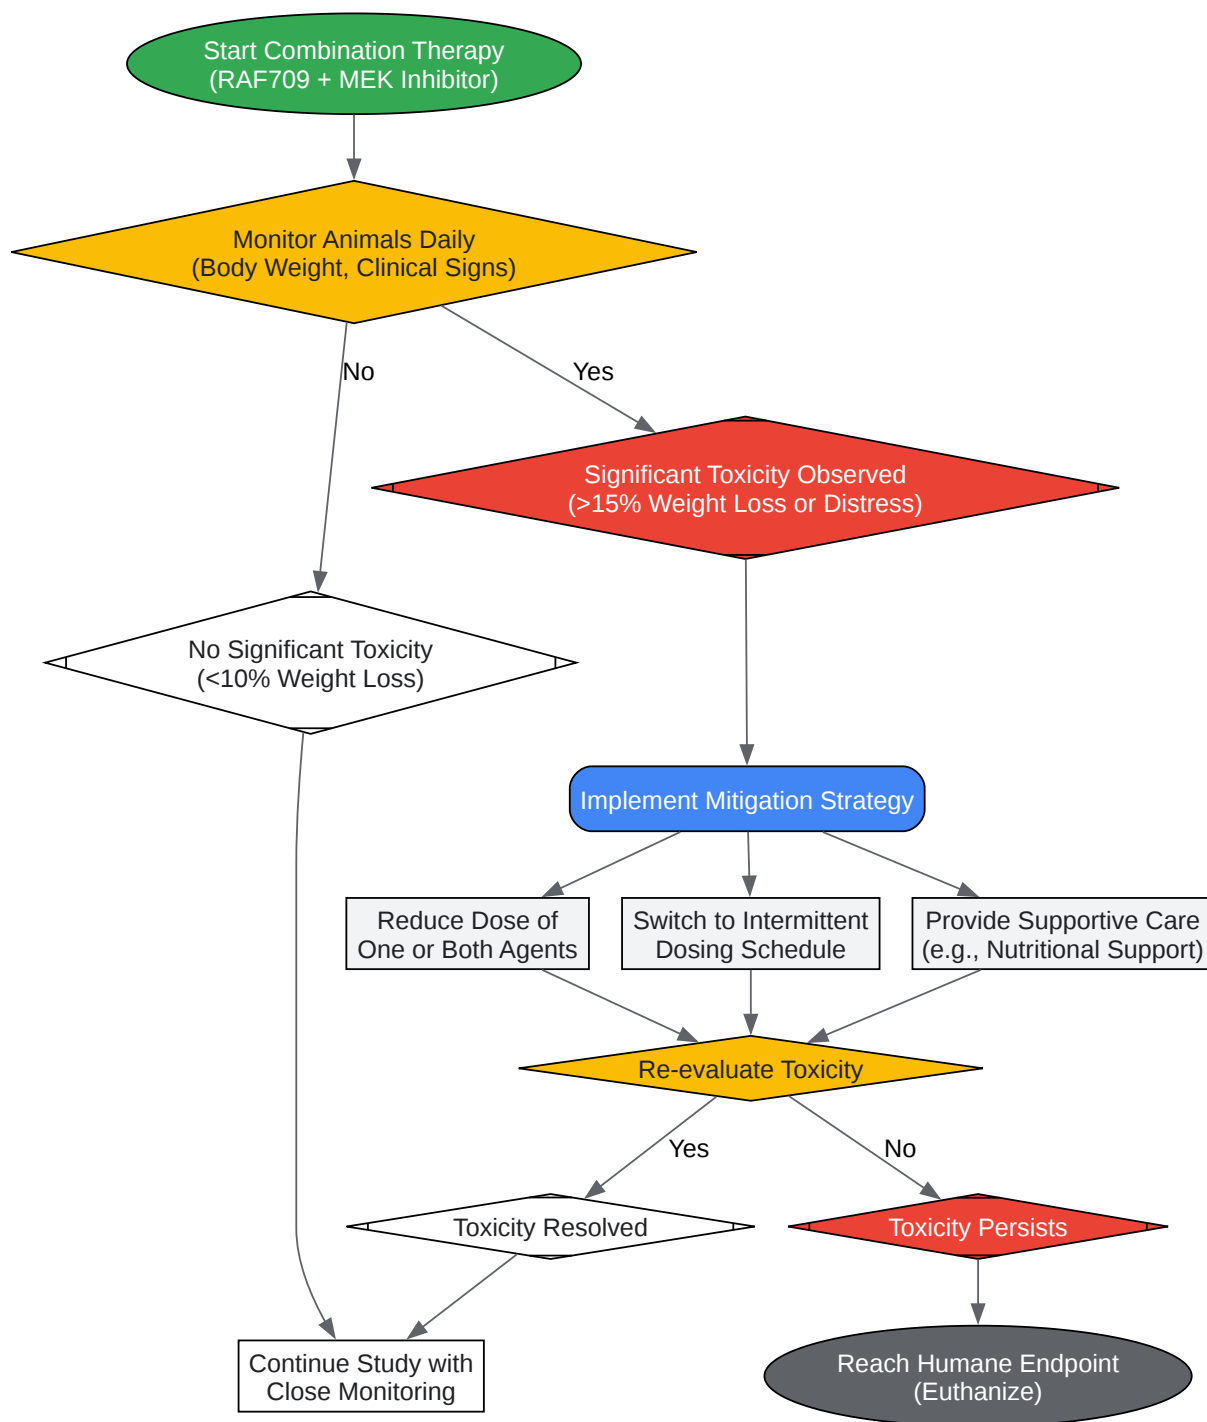 Start Combination Therapy
(RAF709 + MEK Inhibitor)
Monitor Animals Daily
(Body Weight, Clinical Signs)
No
Yes
Significant Toxicity Observed
(>15% Weight Loss or Distress)
No Significant Toxicity
(<10% Weight Loss)
Implement Mitigation Strategy
Reduce Dose of
One or Both Agents
Switch to Intermittent
Dosing Schedule
Provide Supportive Care
(e.g., Nutritional Support)
Re-evaluate Toxicity
Yes
No
Toxicity Resolved
Toxicity Persists
Continue Study with
Close Monitoring
Reach Humane Endpoint
(Euthanize)